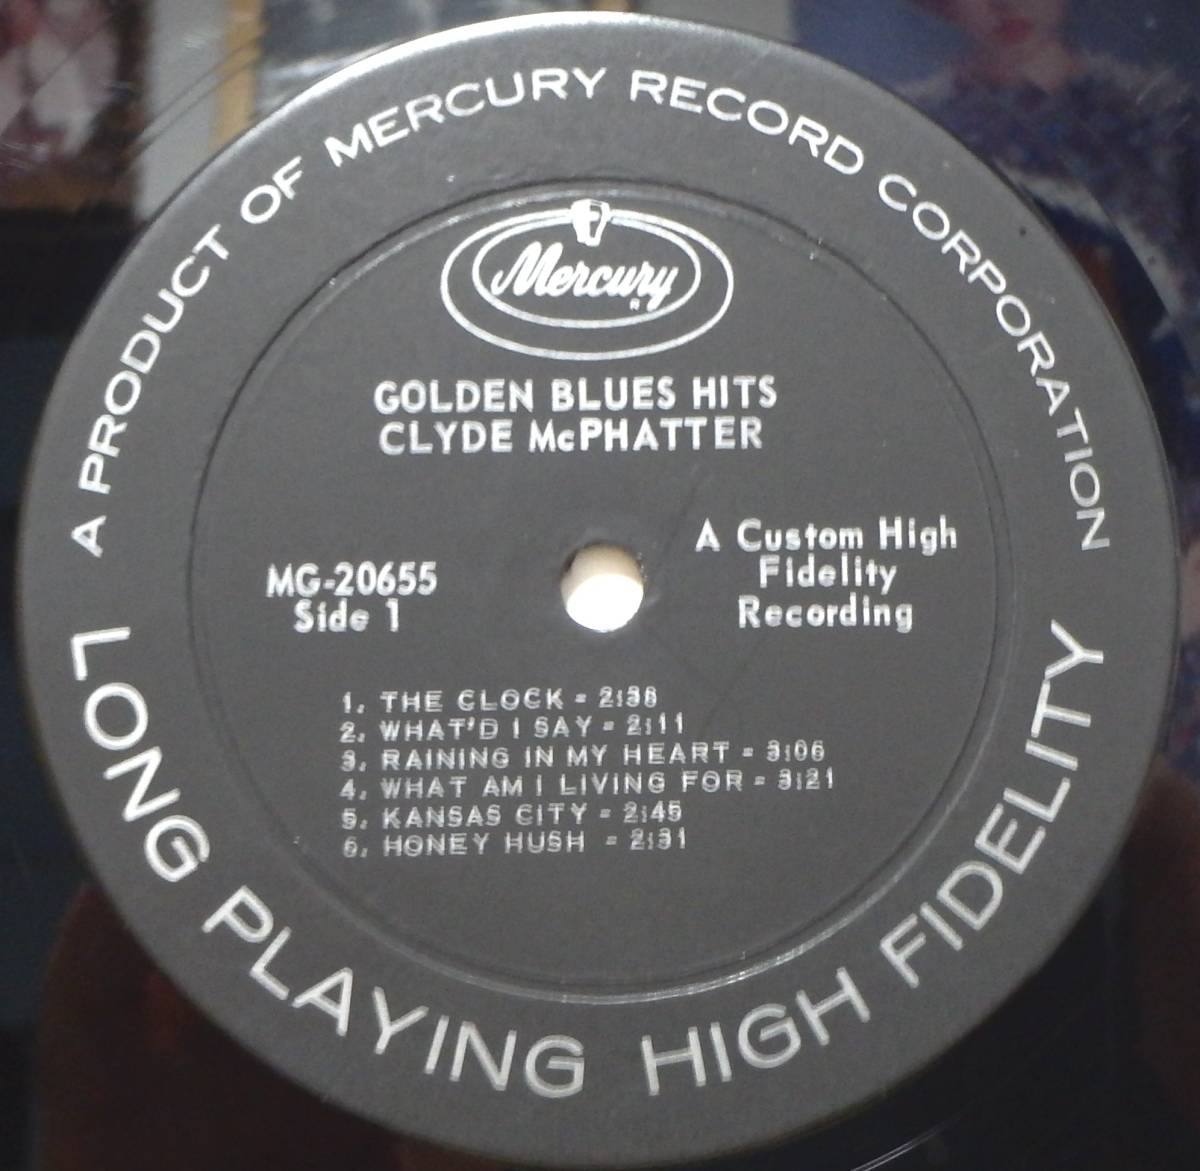 A PRODUCT OF MERCURY RECORD CORPORATION
Mercury
R
GOLDEN BLUES HITS
CLYDE McPHATTER
MG-20655
Side 1
A Custom High
Fidelity
Recording
1. THE CLOCK - 2:38
2. WHAT'D I SAY - 2:11
3. RAINING IN MY HEART - 3:06
4. WHAT AM I LIVING FOR - 3:21
5. KANSAS CITY - 2:45
6. HONEY HUSH - 2:31
LONG PLAYING HIGH FIDELITY